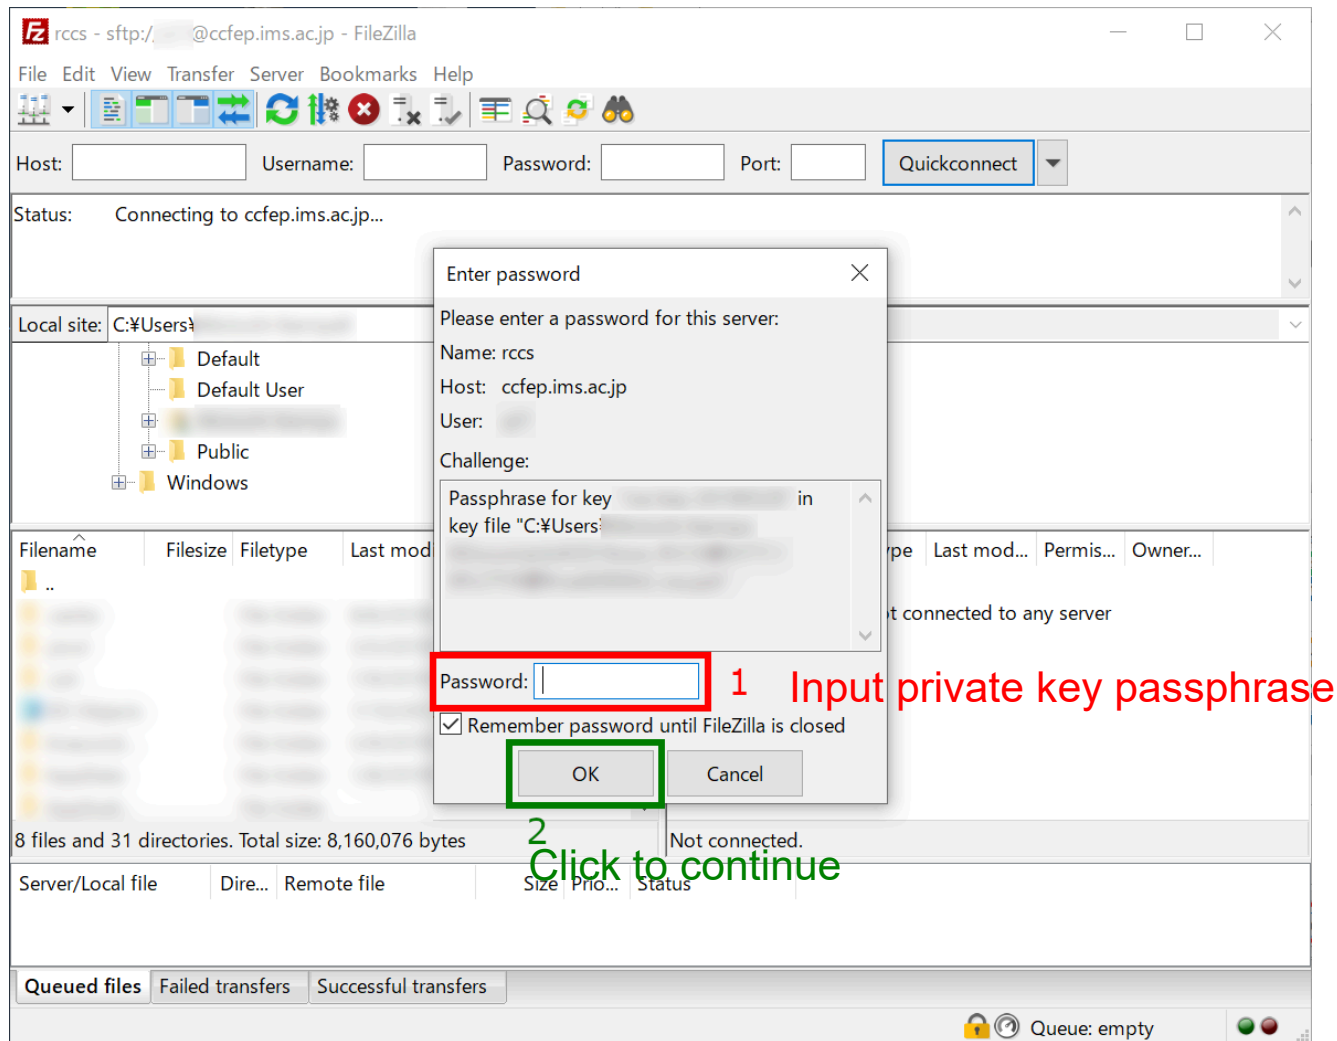 rccs - sftp:/ @ccfep.ims.ac.jp - FileZilla
File Edit View Transfer Server Bookmarks Help
Host: Username: Password: Port: Quickconnect
Status: Connecting to ccfep.ims.ac.jp...
Enter password
Please enter a password for this server:
Name: rccs
Host: ccfep.ims.ac.jp
User:
Challenge:
Passphrase for key in
key file "C:¥Users
Password:
1 Input private key passphrase
Remember password until FileZilla is closed
OK Cancel
2
Click to continue
Local site: C:¥Users¥
Default
Default User
Public
Windows
Filename Filesize Filetype Last mod
..
8 files and 31 directories. Total size: 8,160,076 bytes
pe Last mod... Permis... Owner...
t connected to any server
Not connected.
Server/Local file Dire... Remote file Size Prio... Status
Queued files Failed transfers Successful transfers
Queue: empty